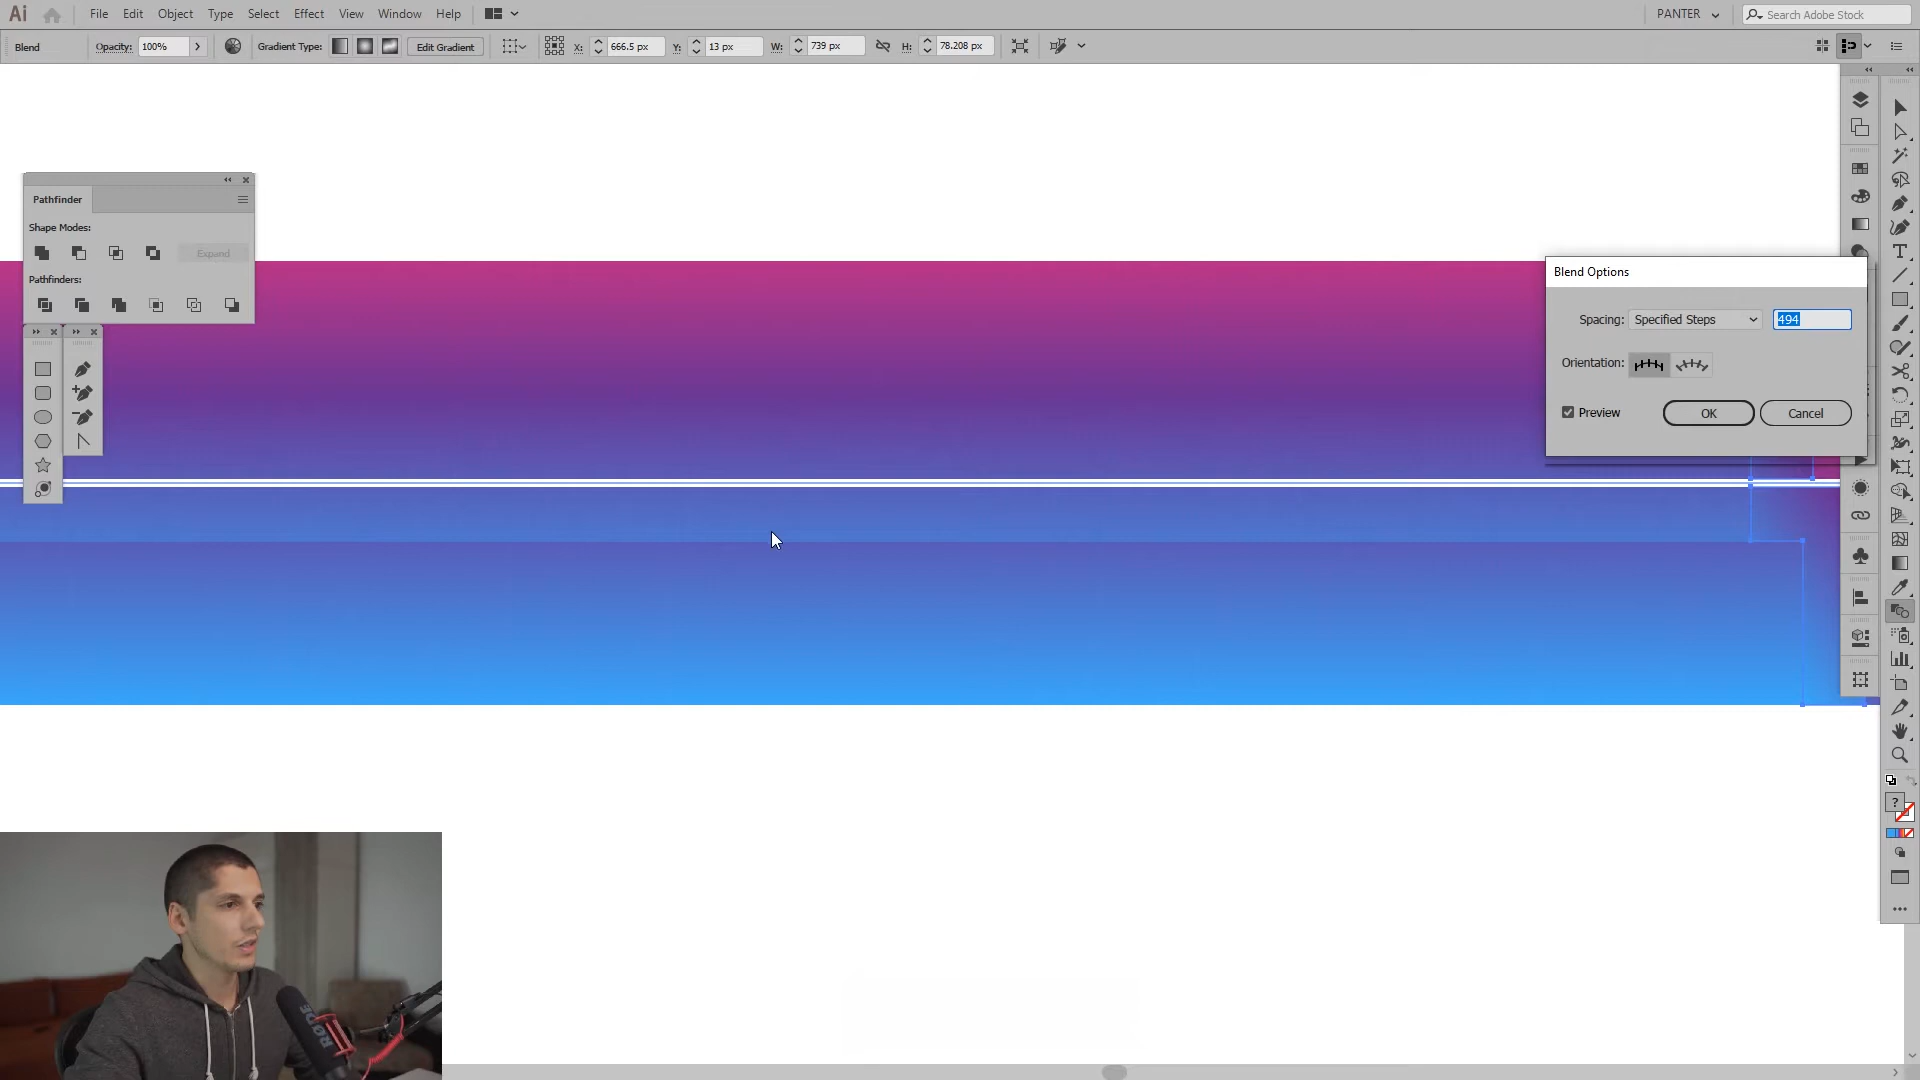 Ai File Edit Object Type Select Effect View Window Help PANTER Search Adobe Stock
Blend Opacity: 100% Gradient Type: Edit Gradient X: 666.5 px Y: 13 px W: 739 px H: 78.208 px
Pathfinder
Shape Modes:
Expand
Pathfinders:
Blend Options
Spacing: Specified Steps 494
Orientation:
Preview OK Cancel
T
?
RODE